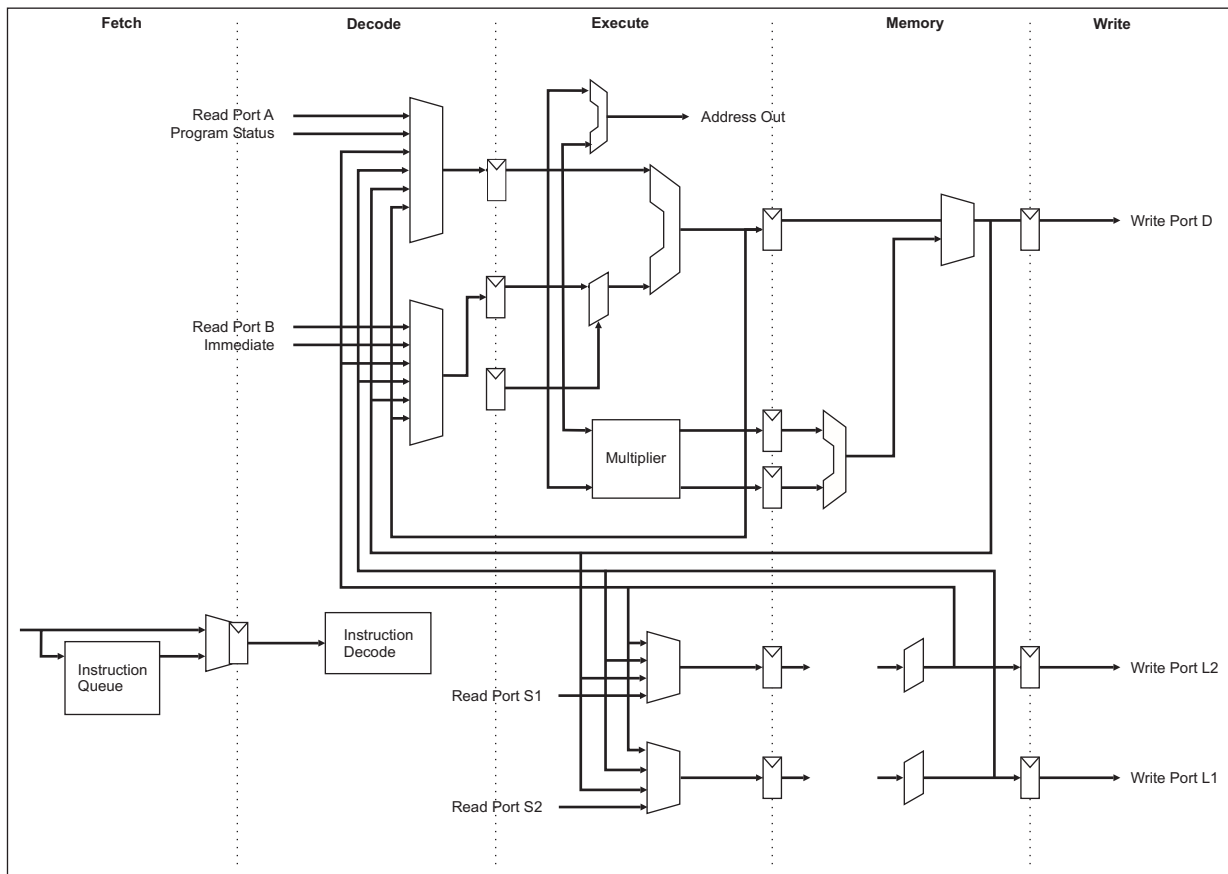 Fetch
Decode
Execute
Memory
Write
Read Port A
Program Status
Address Out
Write Port D
Read Port B
Immediate
Multiplier
Instruction
Queue
Instruction
Decode
Read Port S1
Write Port L2
Read Port S2
Write Port L1